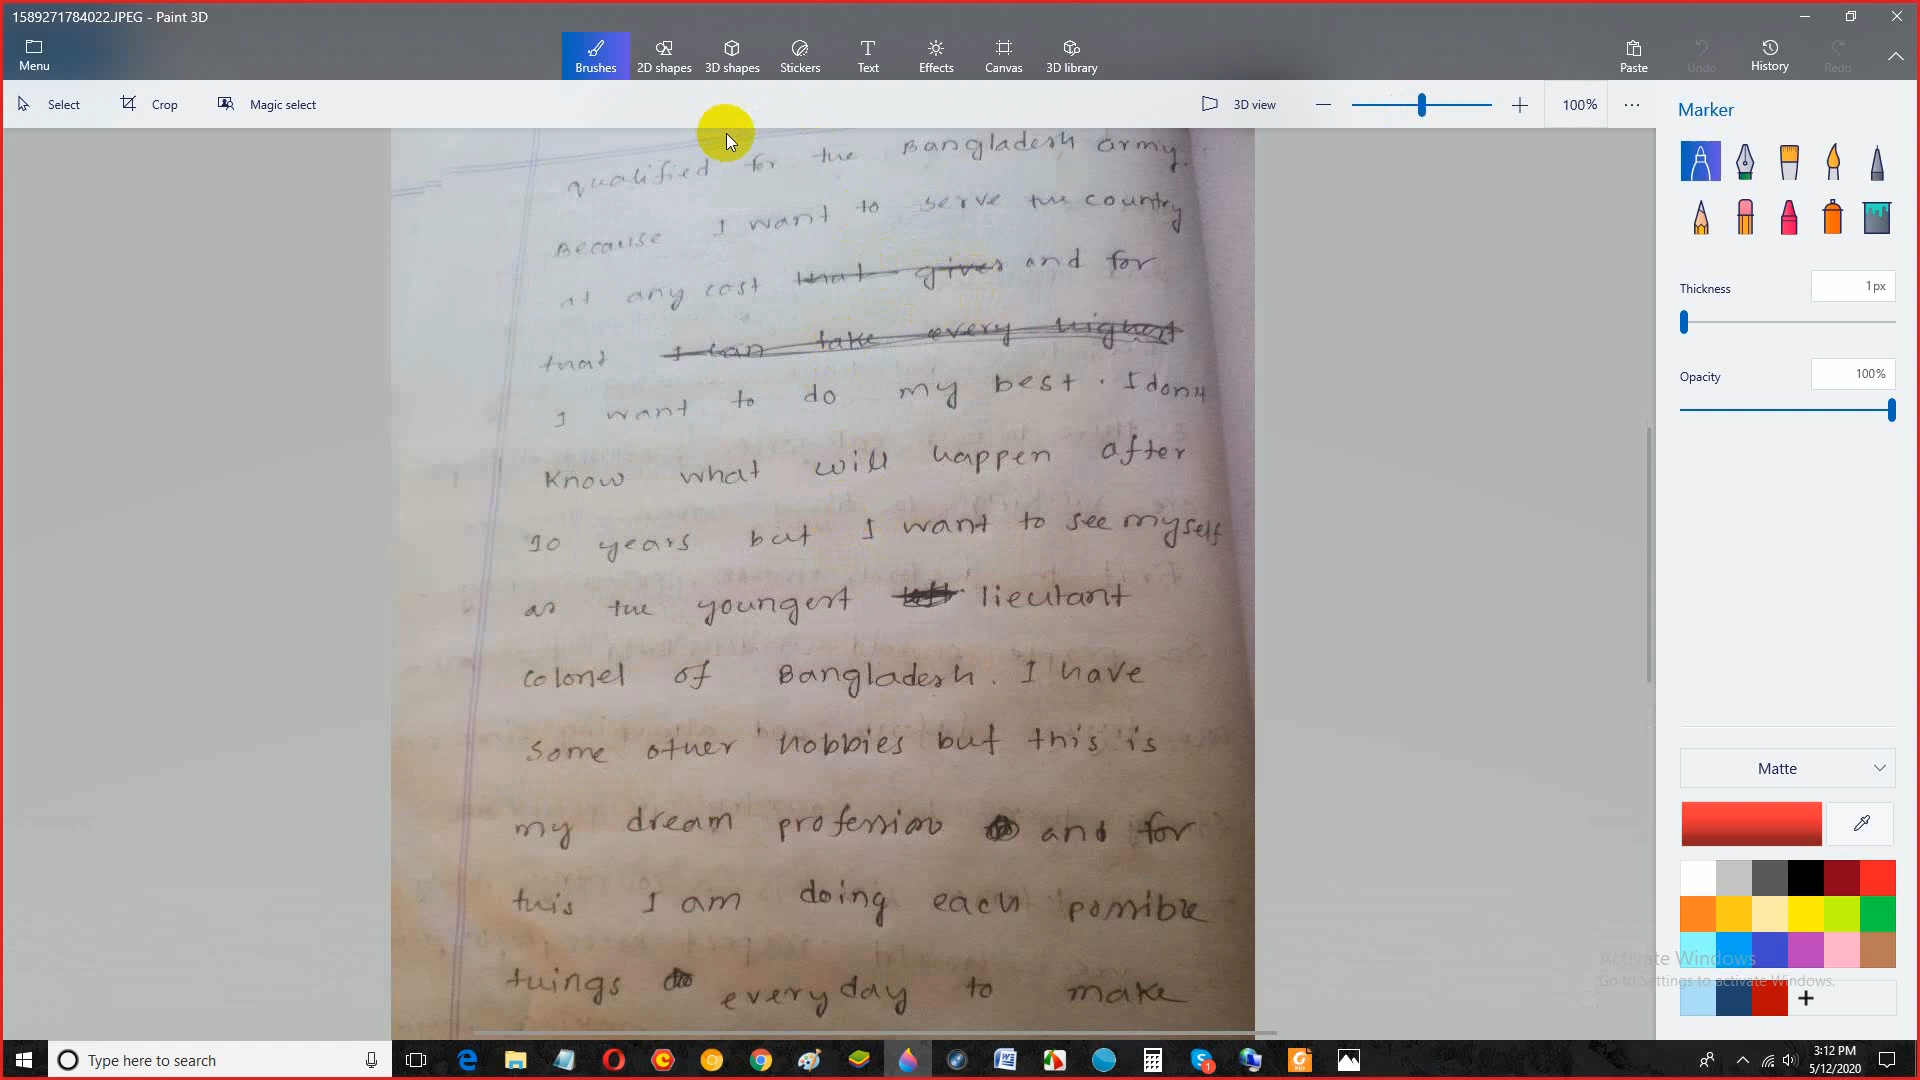 1589271784022.JPEG - Paint 3D
Menu
Brushes 2D shapes 3D shapes Stickers Text Effects Canvas 3D library
Paste Undo History Redo
Select Crop Magic select
3D view 100%
Marker
Thickness 1px
Opacity 100%
Matte
qualified for the Bangladesh army.
Because I want to serve the country
at any cost that gives and for
that I can take every highest
I want to do my best. I don't
know what will happen after
10 years but I want to see myself
as the youngest lieutant
colonel of Bangladesh. I have
some other hobbies but this is
my dream profession and for
this I am doing each possible
things everyday to make
Activate Windows
Go to Settings to activate Windows.
Type here to search
3:12 PM
5/12/2020